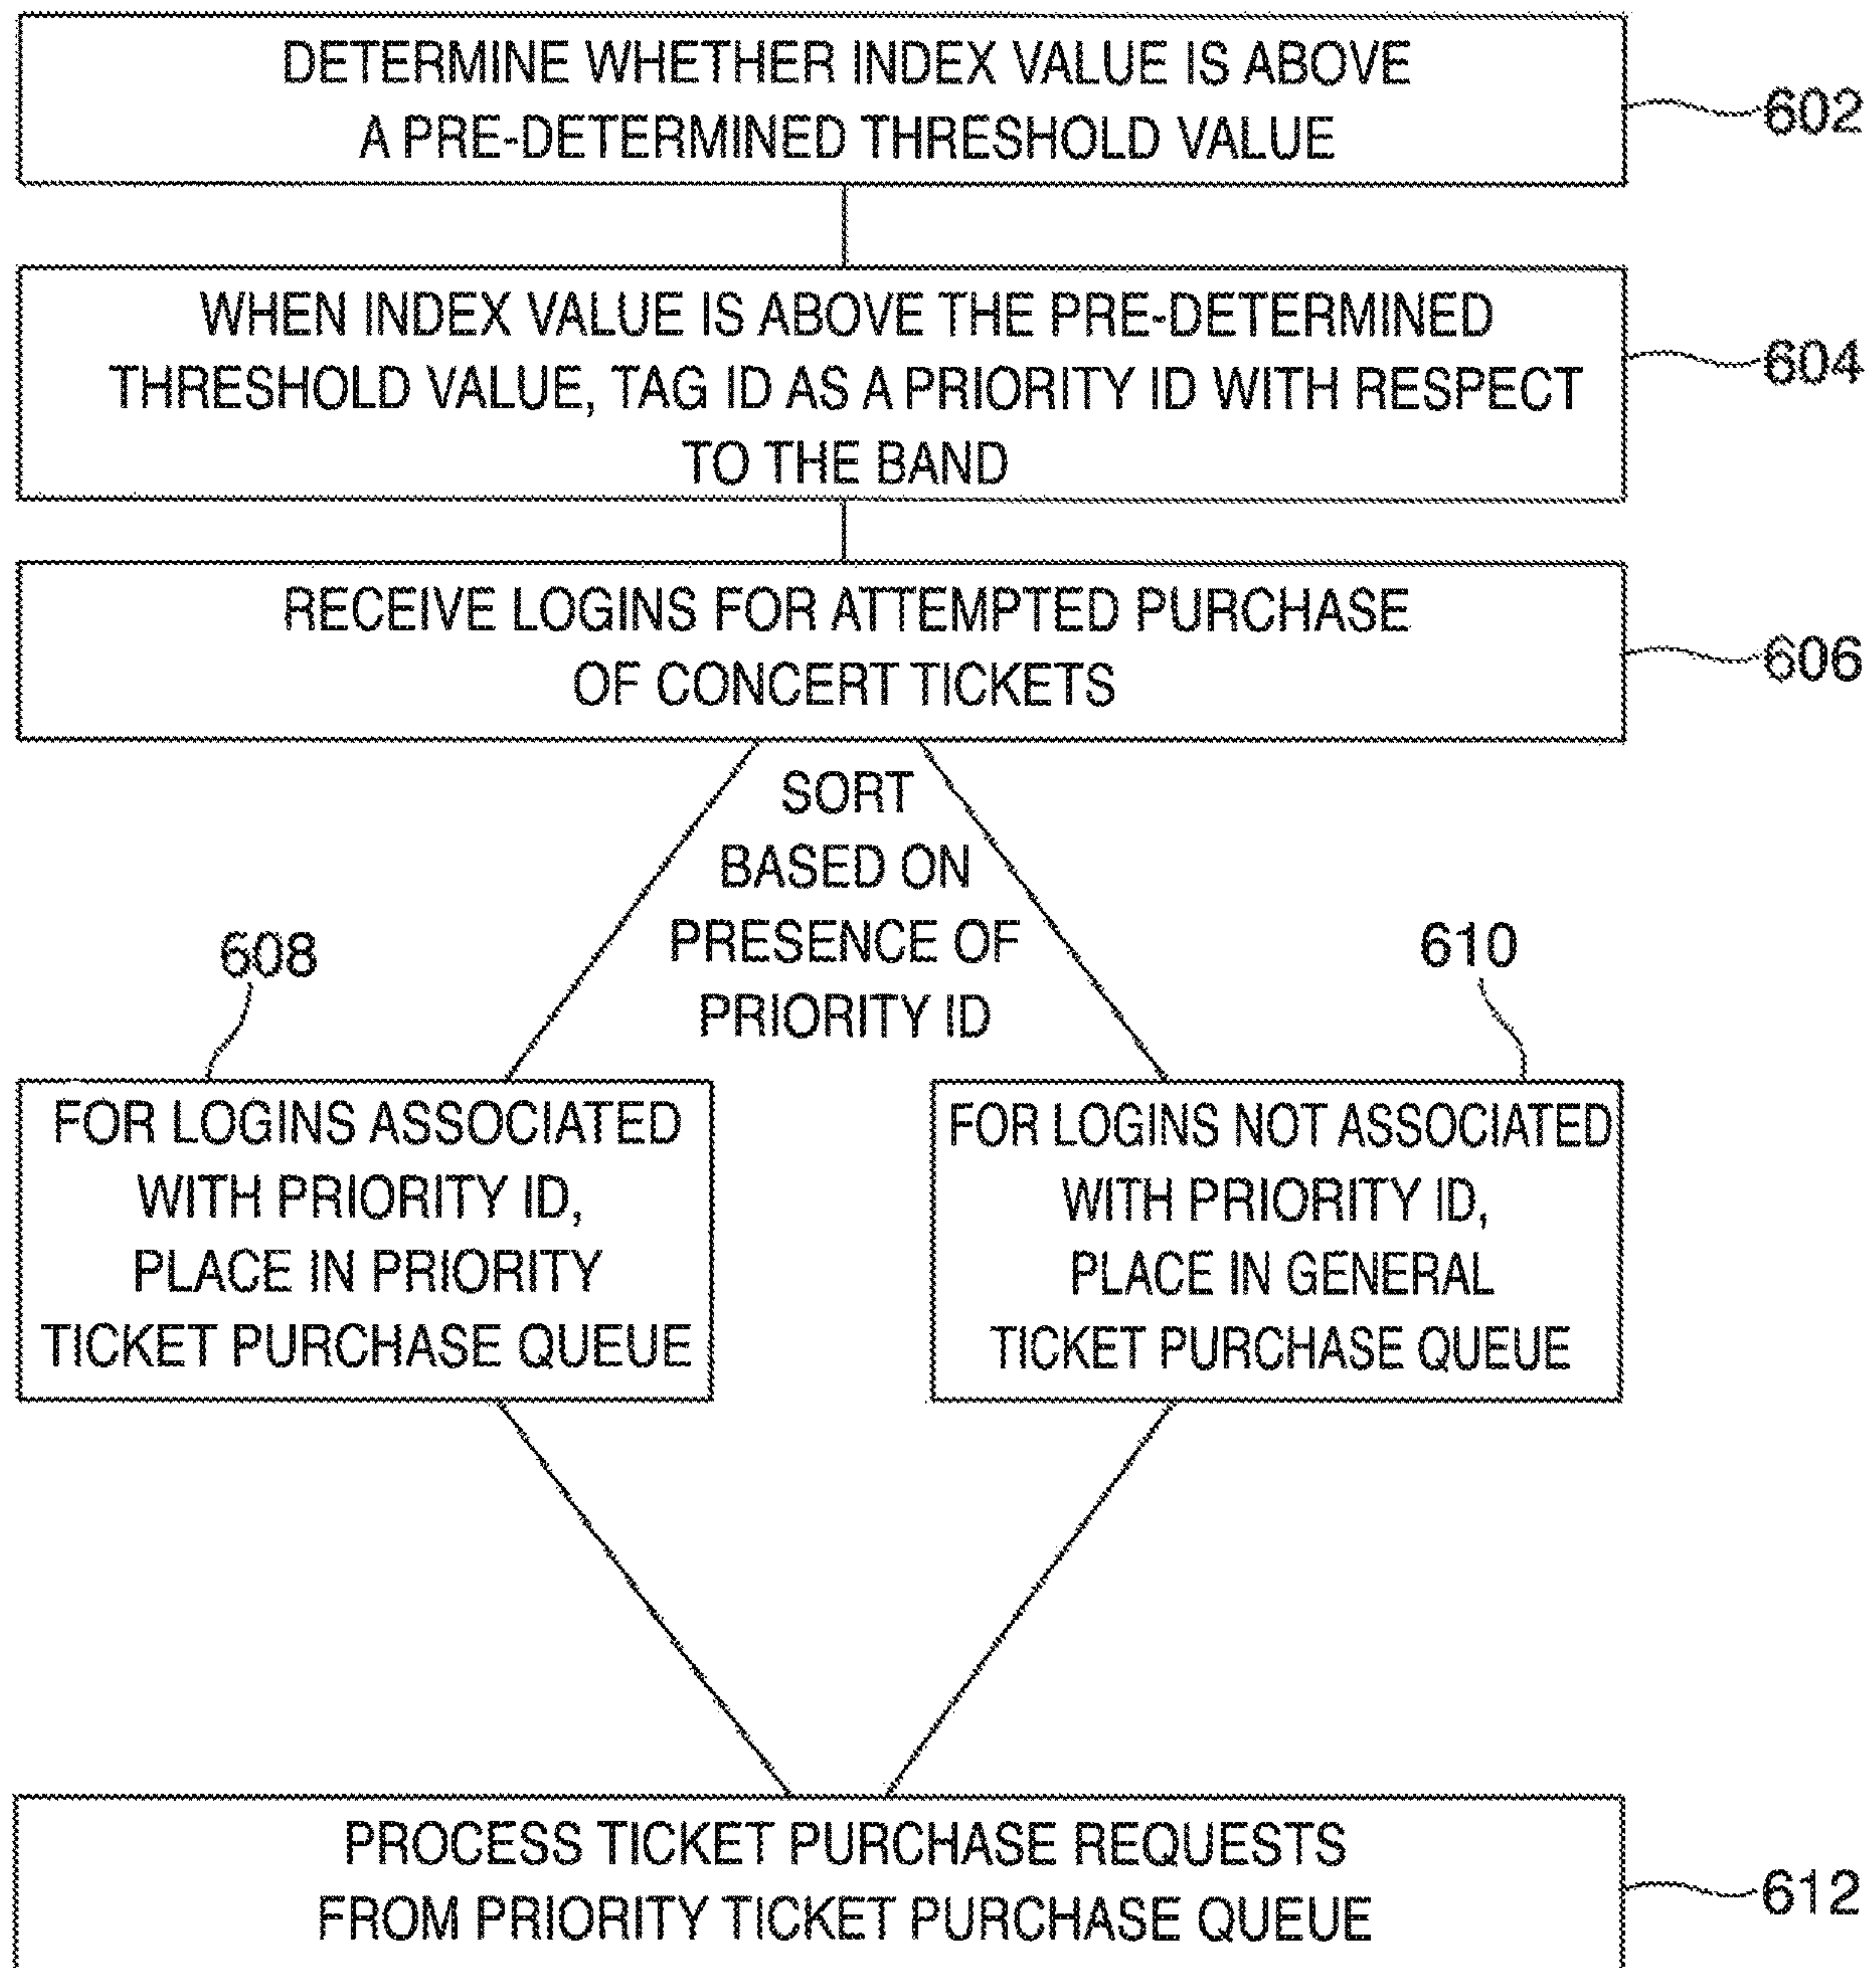 DETERMINE WHETHER INDEX VALUE IS ABOVE
A PRE-DETERMINED THRESHOLD VALUE
602
WHEN INDEX VALUE IS ABOVE THE PRE-DETERMINED
THRESHOLD VALUE, TAG ID AS A PRIORITY ID WITH RESPECT
TO THE BAND
604
RECEIVE LOGINS FOR ATTEMPTED PURCHASE
OF CONCERT TICKETS
606
SORT
BASED ON
PRESENCE OF
PRIORITY ID
608
FOR LOGINS ASSOCIATED
WITH PRIORITY ID,
PLACE IN PRIORITY
TICKET PURCHASE QUEUE
610
FOR LOGINS NOT ASSOCIATED
WITH PRIORITY ID,
PLACE IN GENERAL
TICKET PURCHASE QUEUE
PROCESS TICKET PURCHASE REQUESTS
FROM PRIORITY TICKET PURCHASE QUEUE
612